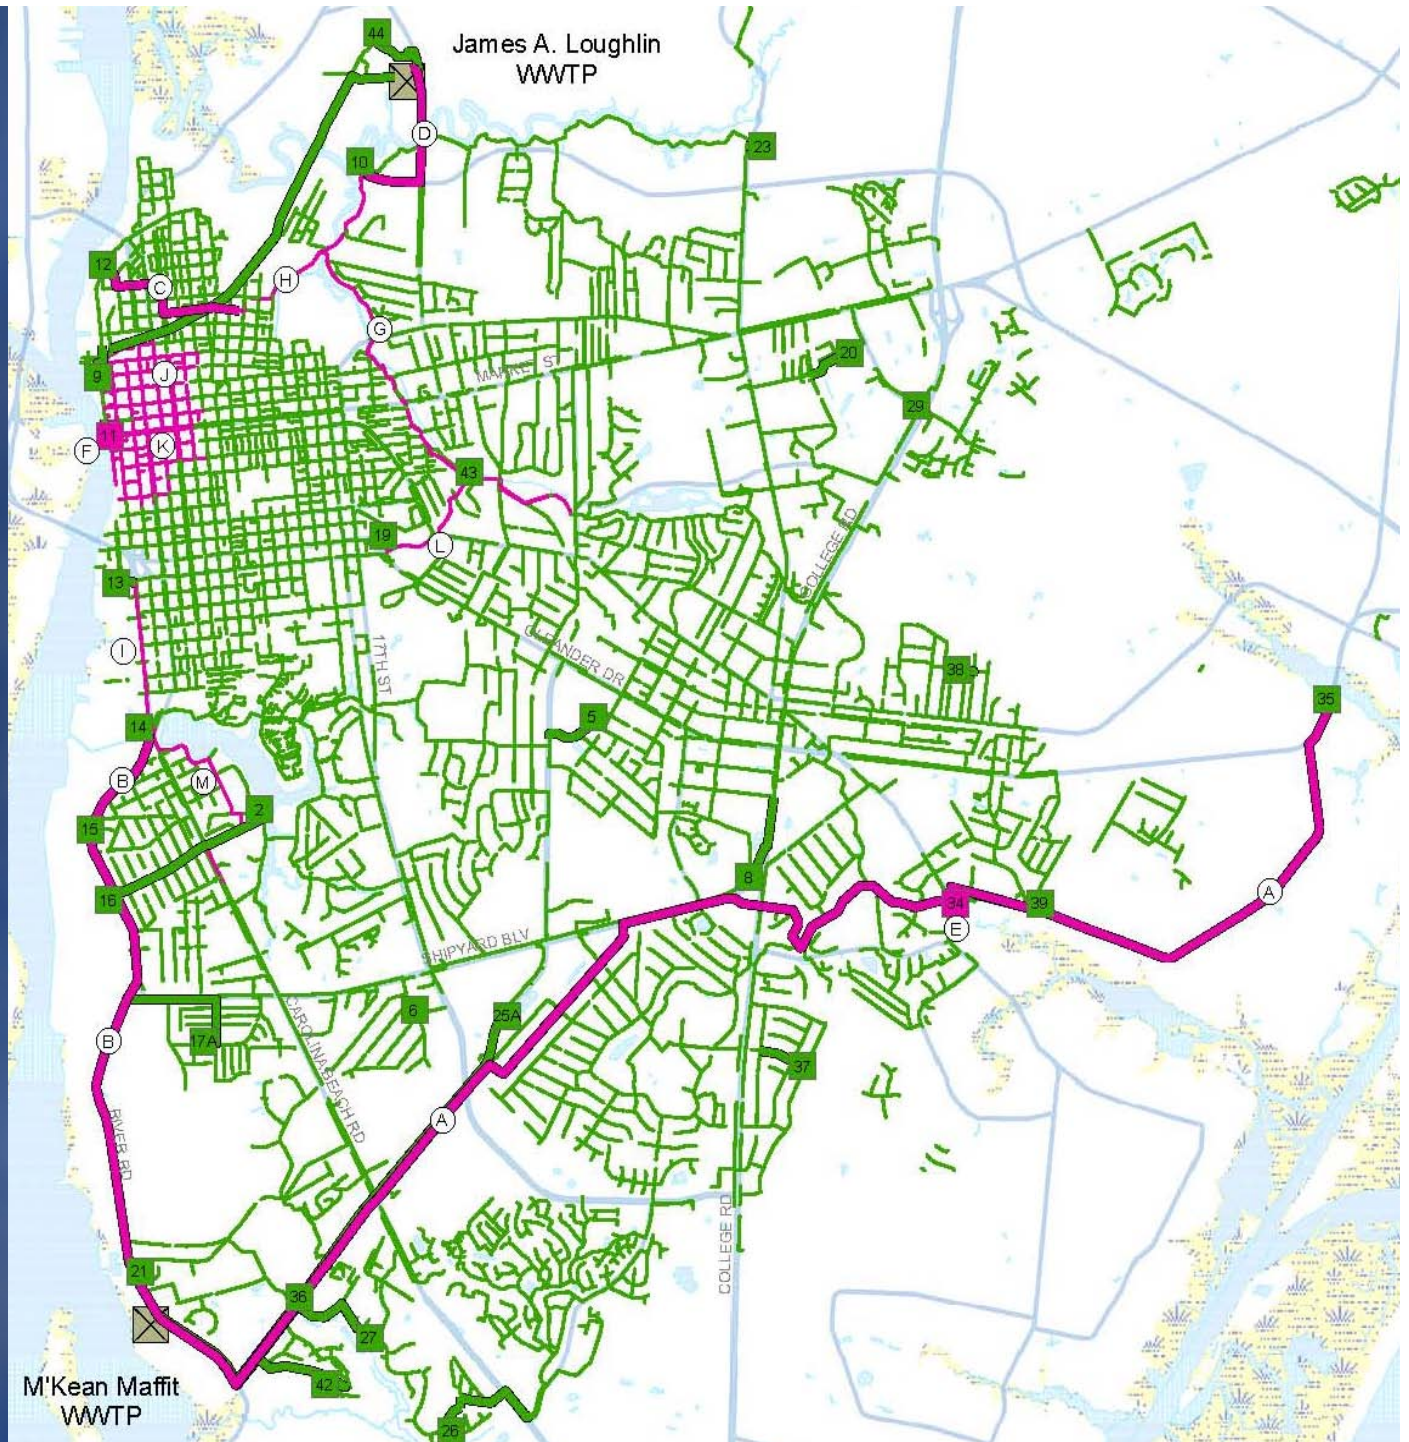 44
James A. Loughlin
WWTP
D
10
23
12
C
H
G
9
J
MARKET ST
20
29
11
F
K
43
19
L
COLLEGE RD
13
I
17TH ST
OLEANDER DR
38
35
14
5
B
M
2
15
8
16
34
39
A
E
SHIPYARD BLV
25A
6
17A
B
CAROLINA BEACH RD
37
A
RIVER RD
COLLEGE RD
21
36
27
42
M'Kean Maffit
WWTP
26